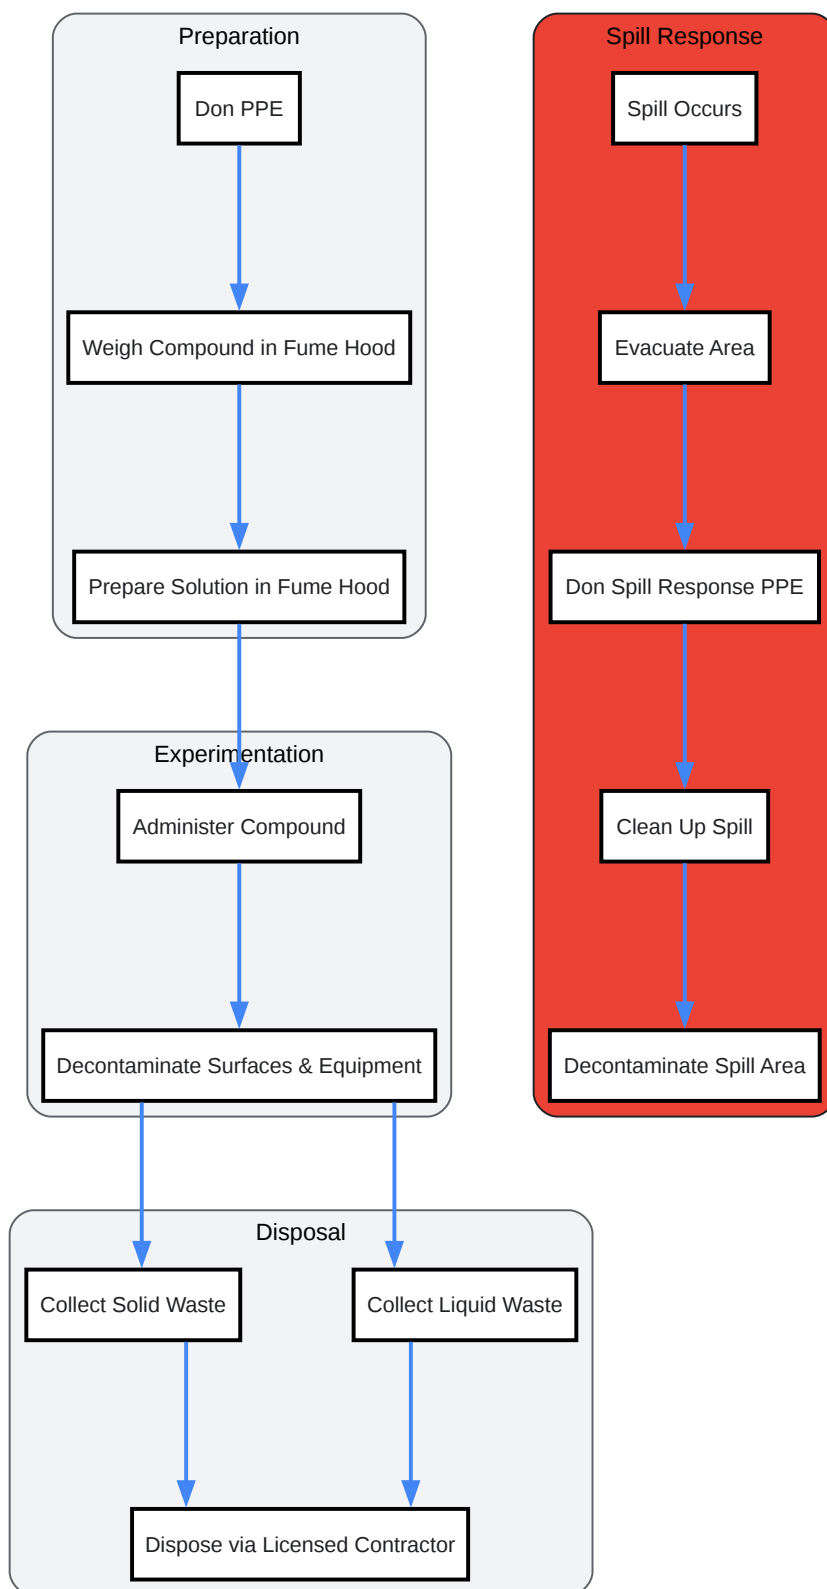 Preparation
Don PPE
Weigh Compound in Fume Hood
Prepare Solution in Fume Hood
Experimentation
Administer Compound
Decontaminate Surfaces & Equipment
Disposal
Collect Solid Waste
Collect Liquid Waste
Dispose via Licensed Contractor
Spill Response
Spill Occurs
Evacuate Area
Don Spill Response PPE
Clean Up Spill
Decontaminate Spill Area